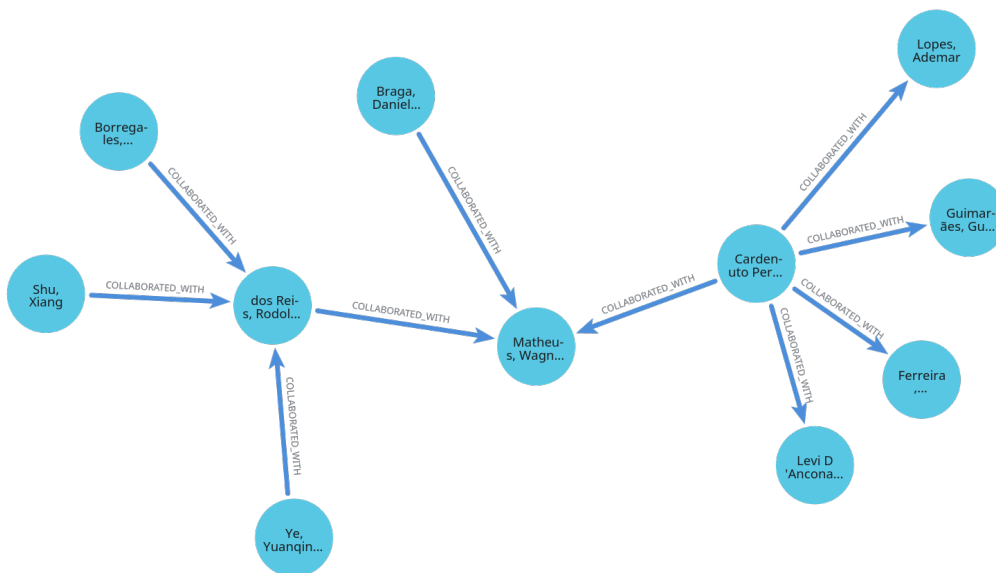 Lopes,
Ademar
COLLABORATED_WITH
Braga,
Daniel...
COLLABORATED_WITH
Borrega-
les,...
COLLABORATED_WITH
Guimar-
ães, Gu...
COLLABORATED_WITH
Carden-
uto Per...
COLLABORATED_WITH
Shu,
Xiang
COLLABORATED_WITH
dos Rei-
s, Rodol...
COLLABORATED_WITH
Matheu-
s, Wagn...
COLLABORATED_WITH
Ferreira
,...
COLLABORATED_WITH
COLLABORATED_WITH
Levi D
'Ancona...
Ye,
Yuanqin...